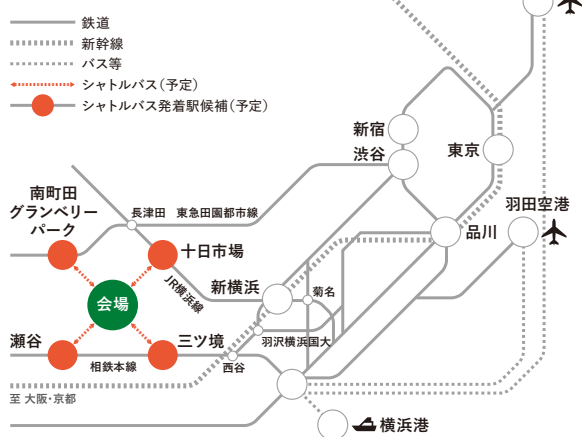 鉄道
新幹線
バス等
シャトルバス(予定)
シャトルバス発着駅候補(予定)
新宿
渋谷
東京
南町田
グランベリー
パーク
長津田
東急田園都市線
羽田空港
品川
十日市場
JR横浜線
新横浜
菊名
会場
瀬谷
三ツ境
羽沢横浜国大
相鉄本線
西谷
至 大阪・京都
横浜港